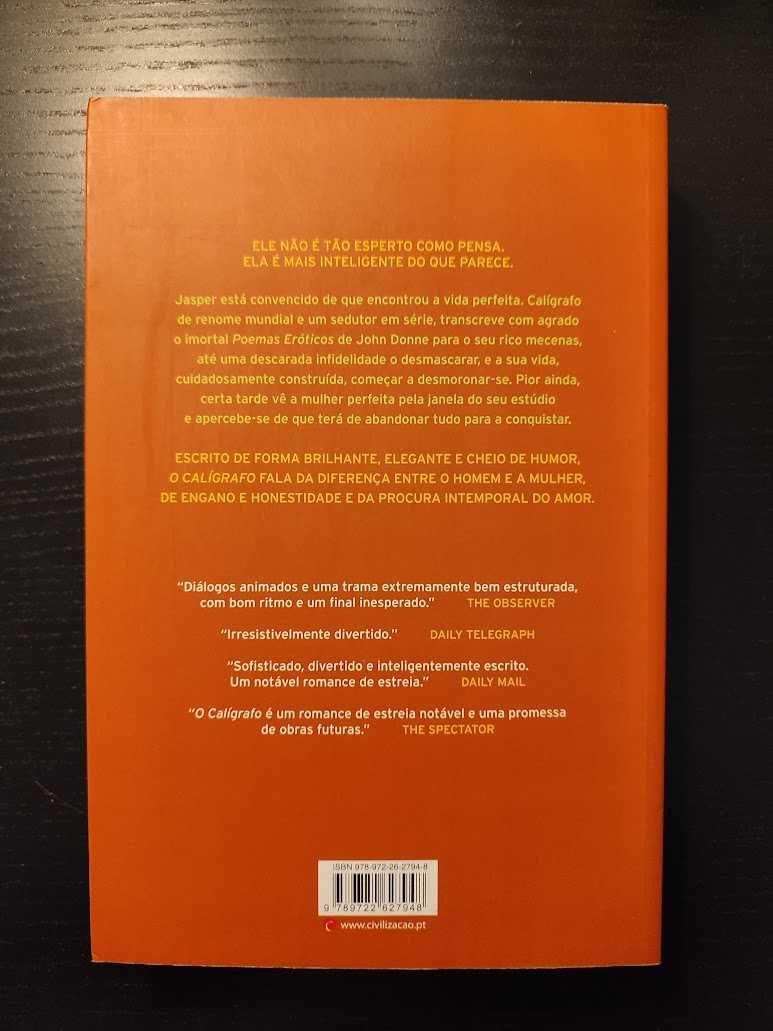 ELE NÃO É TÃO ESPERTO COMO PENSA.
ELA É MAIS INTELIGENTE DO QUE PARECE.
Jasper está convencido de que encontrou a vida perfeita. Calígrafo
de renome mundial e um sedutor em série, transcreve com agrado
o imortal Poemas Eróticos de John Donne para o seu rico mecenas,
até uma descarada infidelidade o desmascarar, e a sua vida,
cuidadosamente construída, começar a desmoronar-se. Pior ainda,
certa tarde vê a mulher perfeita pela janela do seu estúdio
e apercebe-se de que terá de abandonar tudo para a conquistar.
ESCRITO DE FORMA BRILHANTE, ELEGANTE E CHEIO DE HUMOR,
O CALÍGRAFO FALA DA DIFERENÇA ENTRE O HOMEM E A MULHER,
DE ENGANO E HONESTIDADE E DA PROCURA INTEMPORAL DO AMOR.
“Diálogos animados e uma trama extremamente bem estruturada,
com bom ritmo e um final inesperado.” THE OBSERVER
“Irresistivelmente divertido.” DAILY TELEGRAPH
“Sofisticado, divertido e inteligentemente escrito.
Um notável romance de estreia.” DAILY MAIL
“O Calígrafo é um romance de estreia notável e uma promessa
de obras futuras.” THE SPECTATOR
ISBN 978-972-26-2794-8
9 789722 627948
www.civilizacao.pt